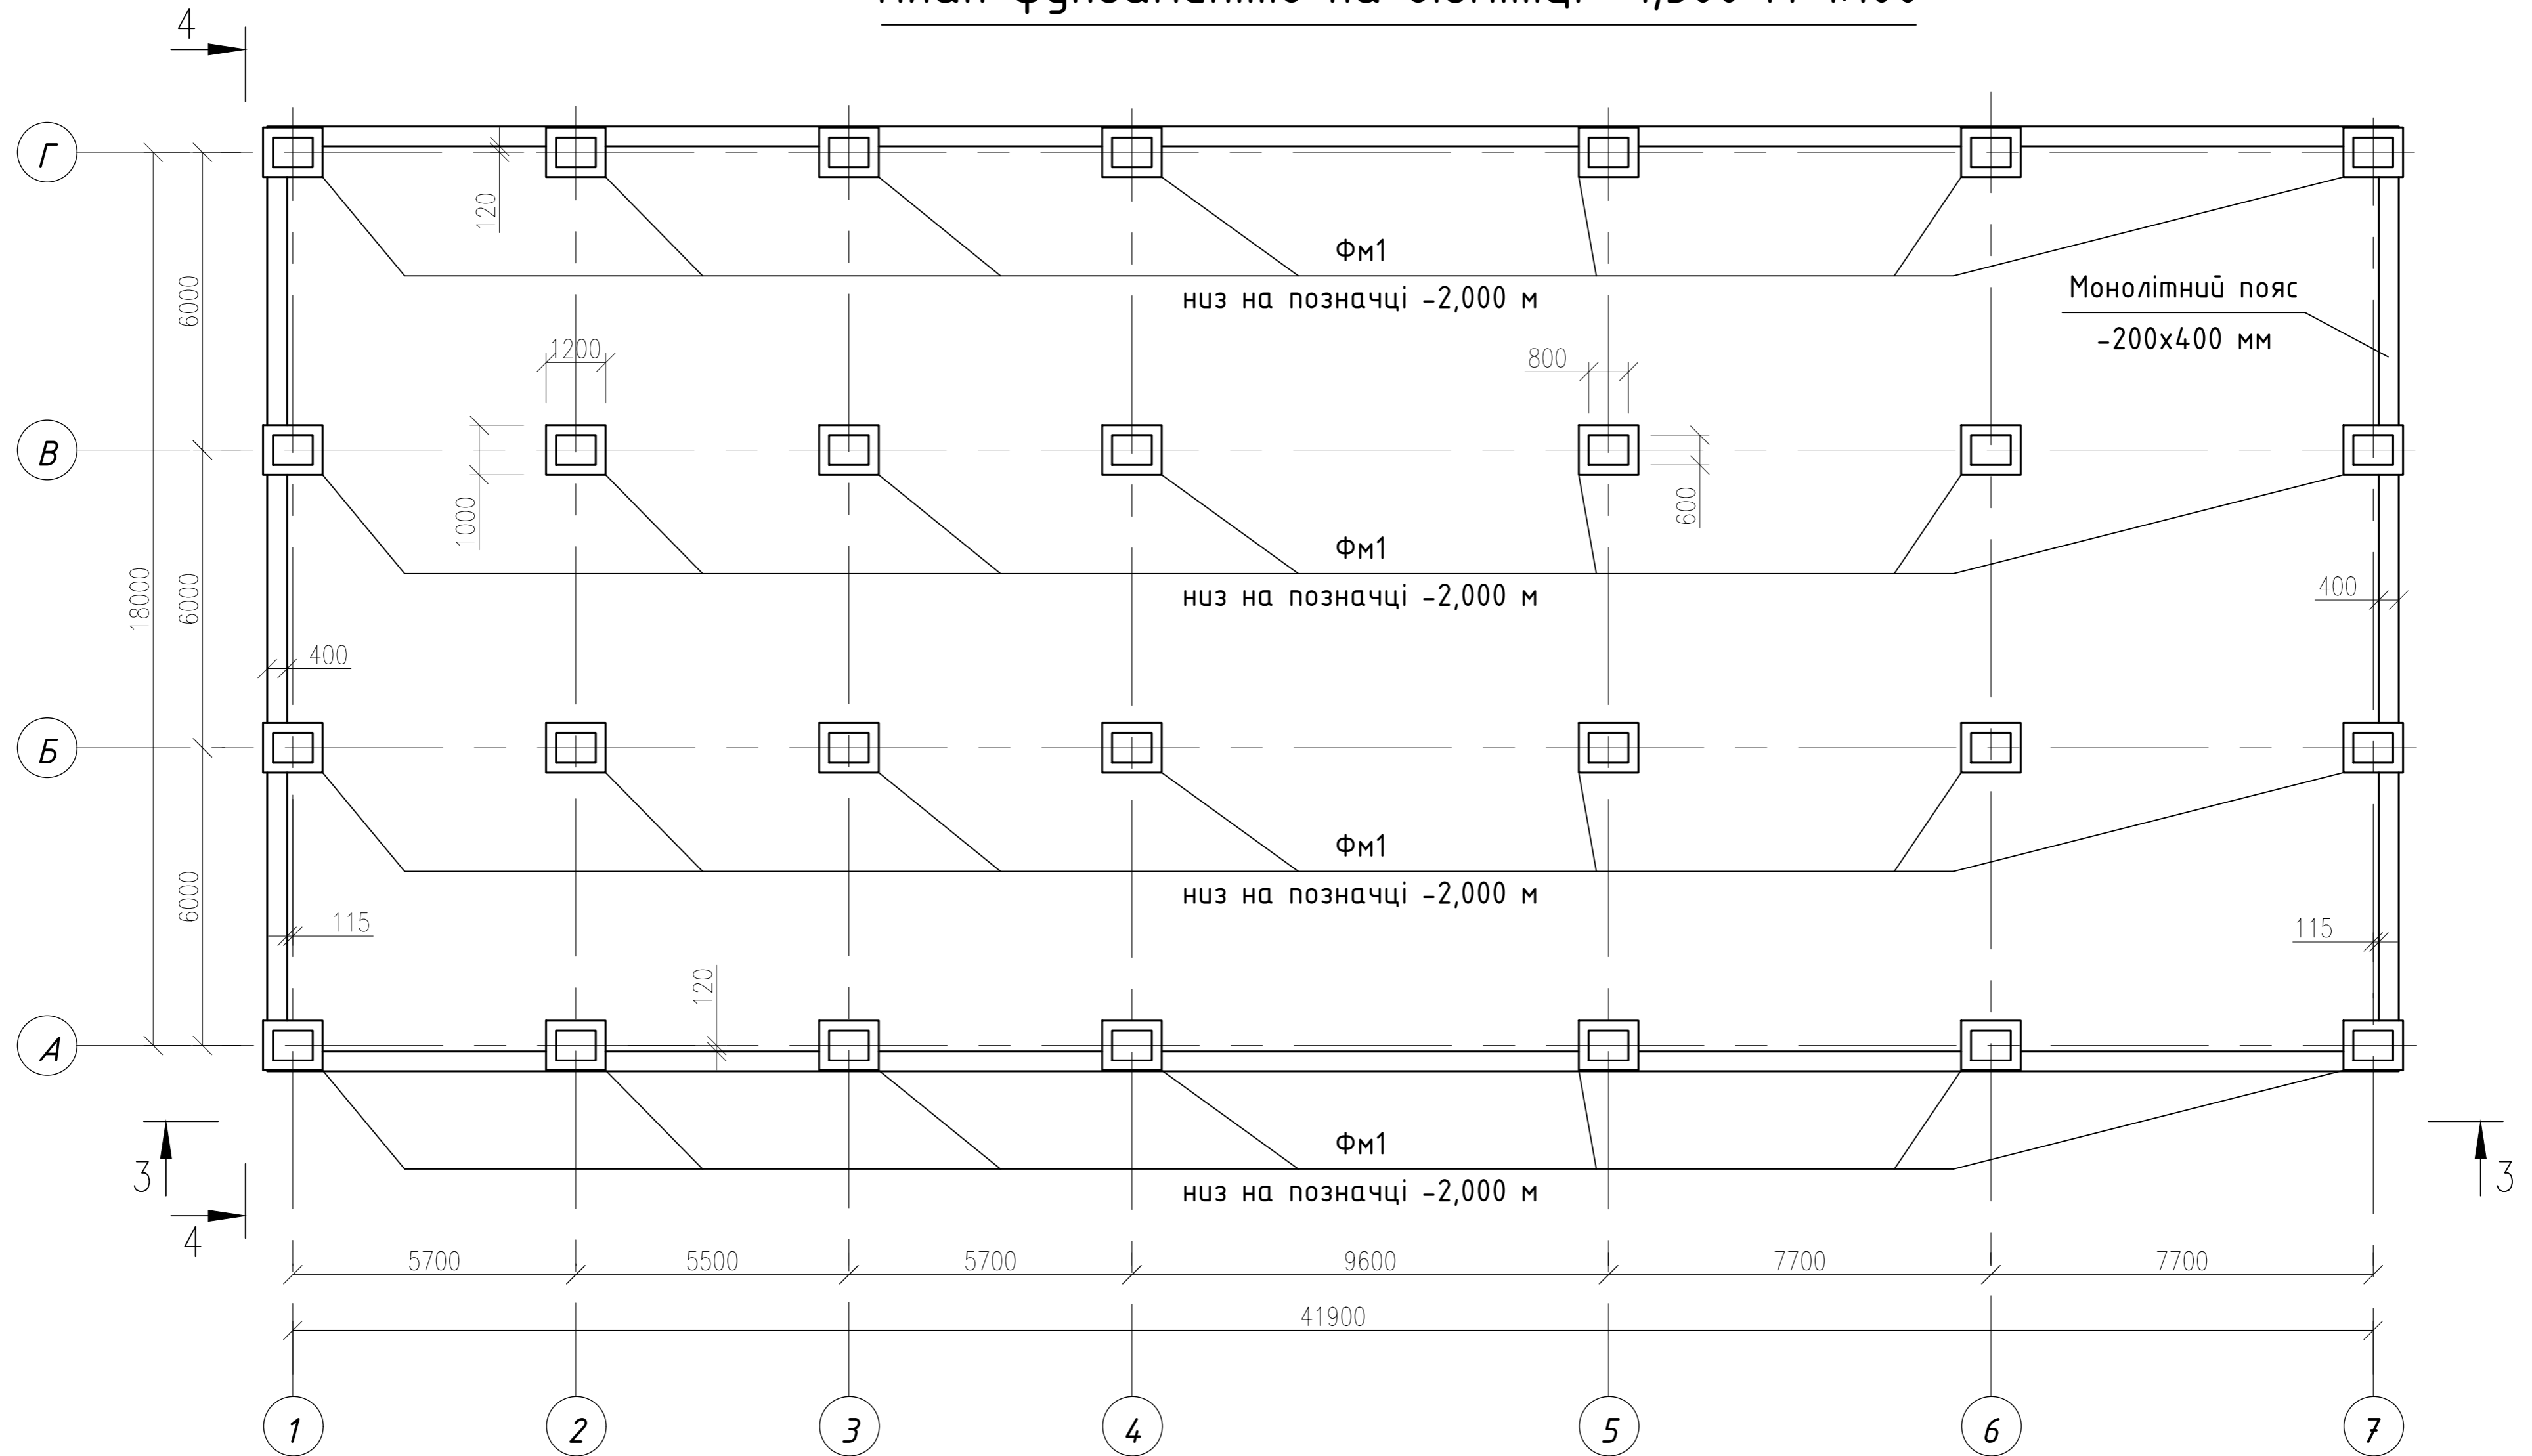 4
Г
120
Фм1
низ на позначці -2,000 м
6000
Монолітний пояс
-200х400 мм
1200
800
В
1000
600
Фм1
низ на позначці -2,000 м
18000
6000
400
400
Б
Фм1
низ на позначці -2,000 м
6000
115
115
120
А
Фм1
низ на позначці -2,000 м
3
3
4
5700
5500
5700
9600
7700
7700
41900
1
2
3
4
5
6
7